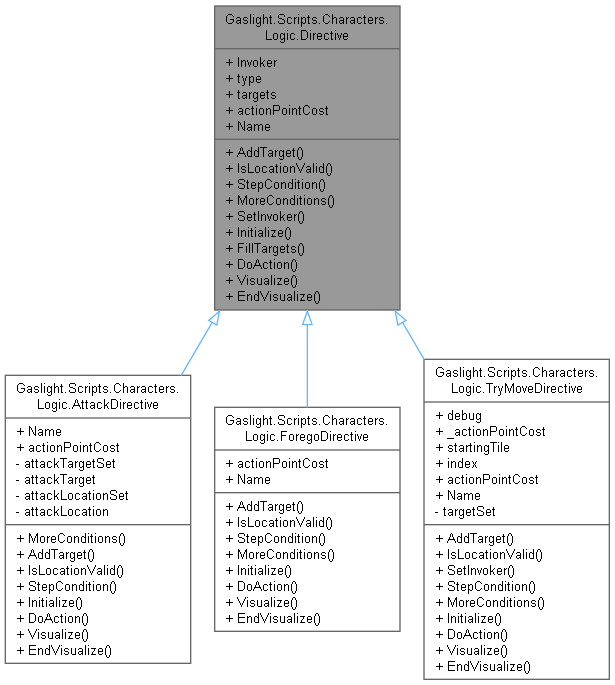 Gaslight.Scripts.Characters.
Logic.Directive
+ Invoker
+ type
+ targets
+ actionPointCost
+ Name
+ AddTarget()
+ IsLocationValid()
+ StepCondition()
+ MoreConditions()
+ SetInvoker()
+ Initialize()
+ FillTargets()
+ DoAction()
+ Visualize()
+ EndVisualize()
Gaslight.Scripts.Characters.
Logic.AttackDirective
+ Name
+ actionPointCost
- attackTargetSet
- attackTarget
- attackLocationSet
- attackLocation
+ MoreConditions()
+ AddTarget()
+ IsLocationValid()
+ StepCondition()
+ Initialize()
+ DoAction()
+ Visualize()
+ EndVisualize()
Gaslight.Scripts.Characters.
Logic.ForegoDirective
+ actionPointCost
+ Name
+ AddTarget()
+ IsLocationValid()
+ StepCondition()
+ MoreConditions()
+ Initialize()
+ DoAction()
+ Visualize()
+ EndVisualize()
Gaslight.Scripts.Characters.
Logic.TryMoveDirective
+ debug
+ _actionPointCost
+ startingTile
+ index
+ actionPointCost
+ Name
- targetSet
+ AddTarget()
+ IsLocationValid()
+ SetInvoker()
+ StepCondition()
+ MoreConditions()
+ Initialize()
+ DoAction()
+ Visualize()
+ EndVisualize()